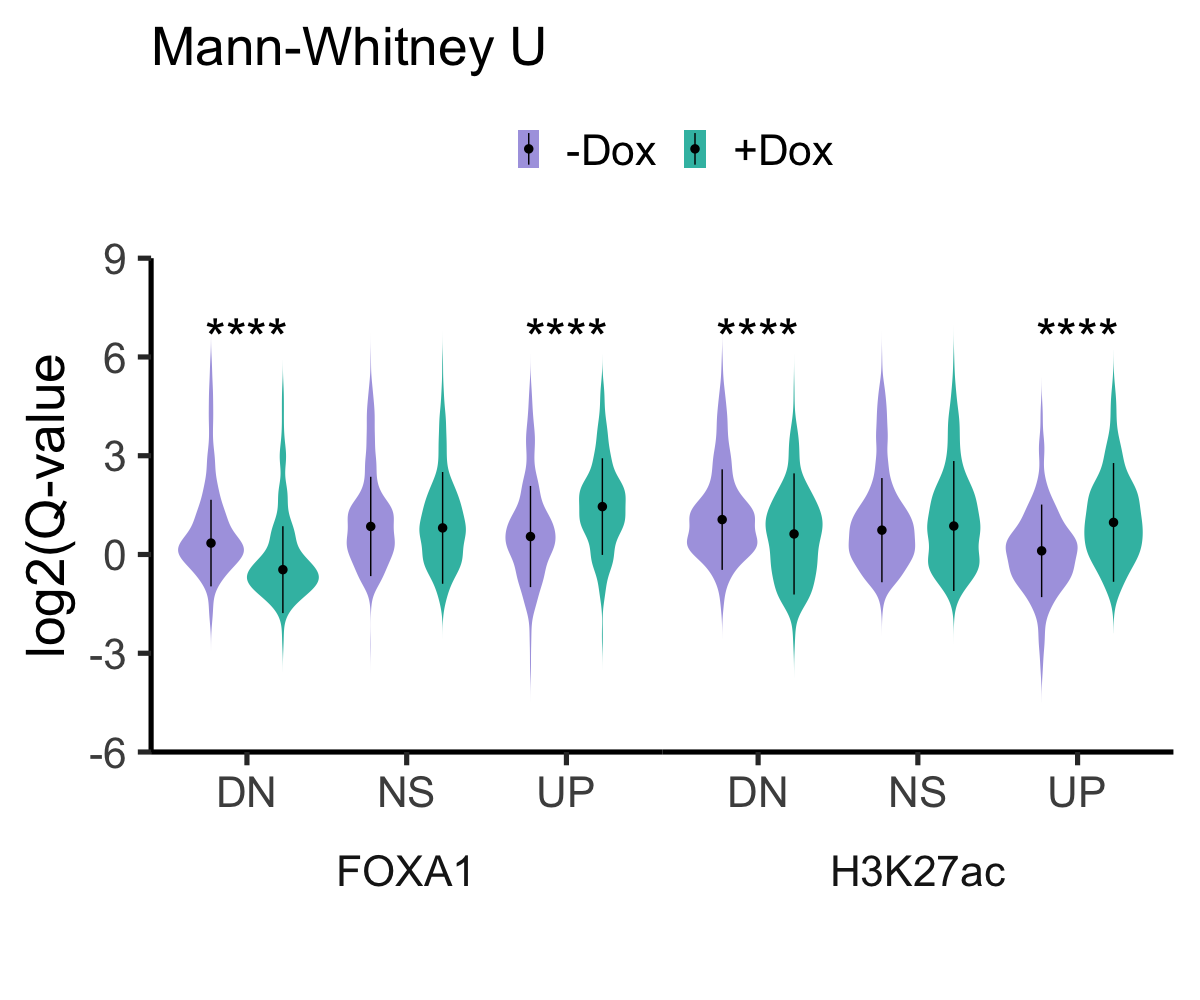 Mann-Whitney U
-Dox +Dox
9
**** **** **** ****
6
3
0
-3
-6
log2(Q-value
DN NS UP DN NS UP
FOXA1 H3K27ac